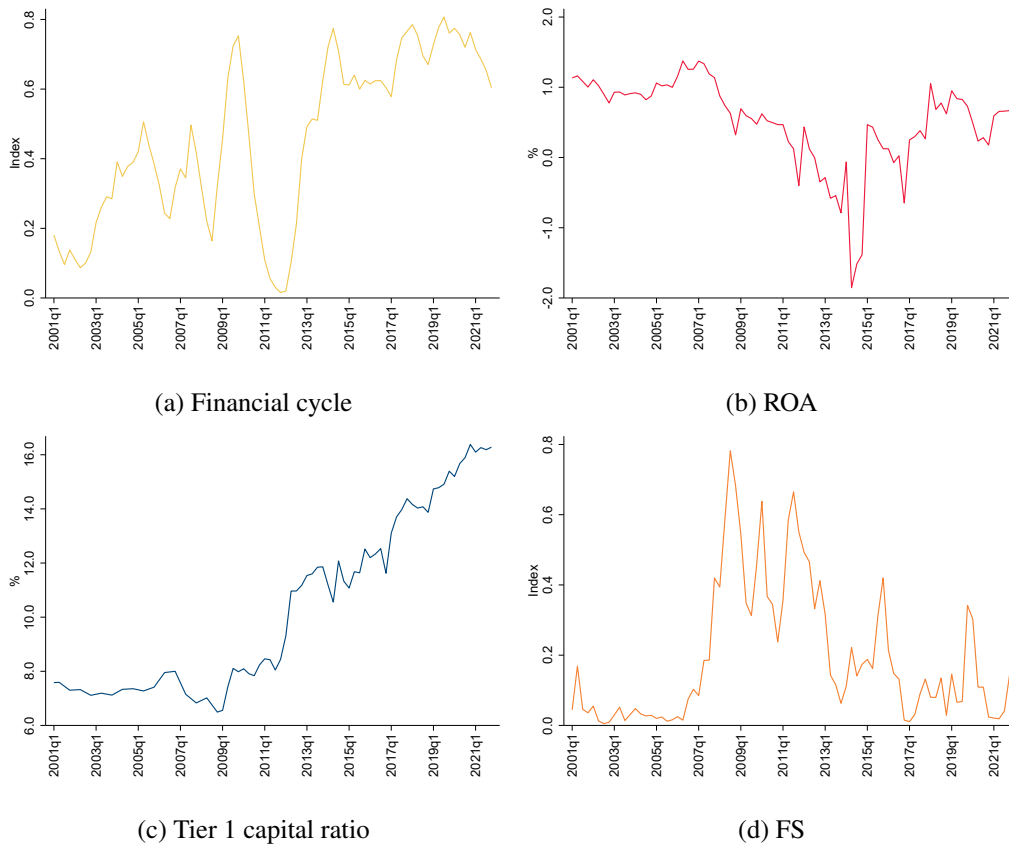 Index
0.8
0.6
0.4
0.2
0.0
2001q1
2003q1
2005q1
2007q1
2009q1
2011q1
2013q1
2015q1
2017q1
2019q1
2021q1
(a) Financial cycle
%
2.0
1.0
0.0
-1.0
-2.0
2001q1
2003q1
2005q1
2007q1
2009q1
2011q1
2013q1
2015q1
2017q1
2019q1
2021q1
(b) ROA
%
16.0
14.0
12.0
10.0
8.0
6.0
2001q1
2003q1
2005q1
2007q1
2009q1
2011q1
2013q1
2015q1
2017q1
2019q1
2021q1
(c) Tier 1 capital ratio
Index
0.8
0.6
0.4
0.2
0.0
2001q1
2003q1
2005q1
2007q1
2009q1
2011q1
2013q1
2015q1
2017q1
2019q1
2021q1
(d) FS